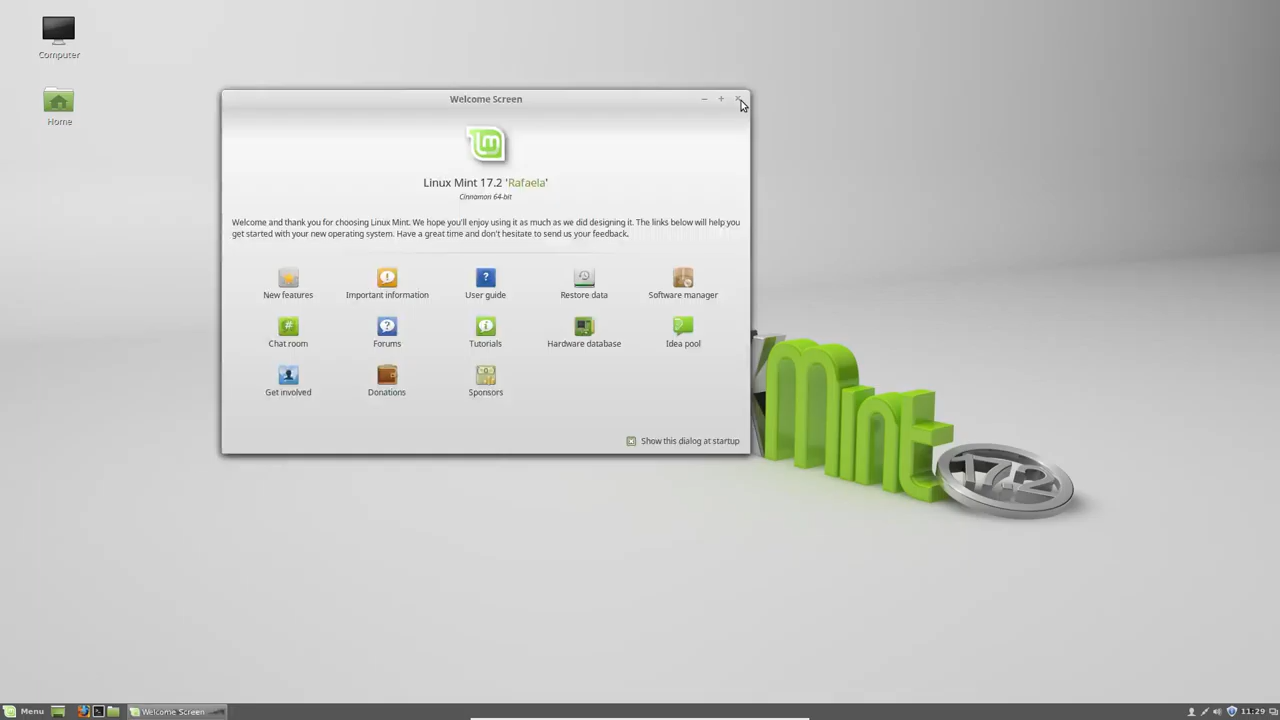 Computer
Home
Welcome Screen
lm
Linux Mint 17.2 'Rafaela'
Cinnamon 64-bit
Welcome and thank you for choosing Linux Mint. We hope you'll enjoy using it as much as we did designing it. The links below will help you
get started with your new operating system. Have a great time and don't hesitate to send us your feedback.
New features Important information User guide Restore data Software manager
Chat room Forums Tutorials Hardware database Idea pool
Get involved Donations Sponsors
Show this dialog at startup
Mint
17.2
Menu Welcome Screen 11:29